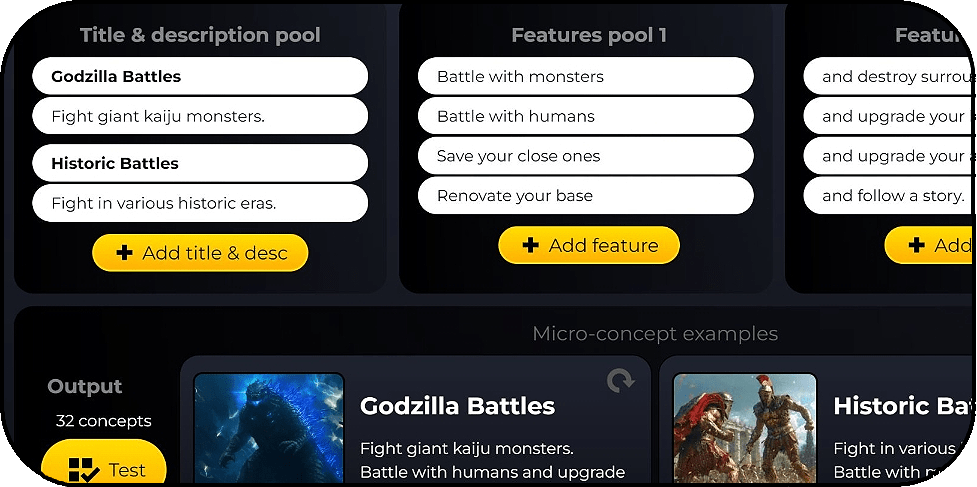 Title & description pool
Godzilla Battles
Fight giant kaiju monsters.
Historic Battles
Fight in various historic eras.
Add title & desc
Features pool 1
Battle with monsters
Battle with humans
Save your close ones
Renovate your base
Add feature
and destroy
and upgrade your
and upgrade your
and follow a story.
Add
Micro-concept examples
Output
32 concepts
Test
Godzilla Battles
Fight giant kaiju monsters.
Battle with humans and upgrade
Historic
Fight in various
Battle with